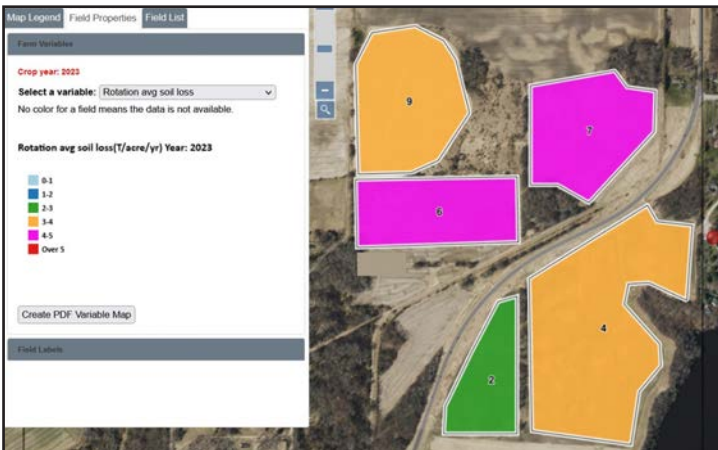 Map Legend Field Properties Field List
Farm Variables
Crop year: 2023
Select a variable: Rotation avg soil loss
No color for a field means the data is not available.
Rotation avg soil loss(T/acre/yr) Year: 2023
0-1
1-2
2-3
3-4
4-5
Over 5
Create PDF Variable Map
Field Labels
9
7
6
4
2